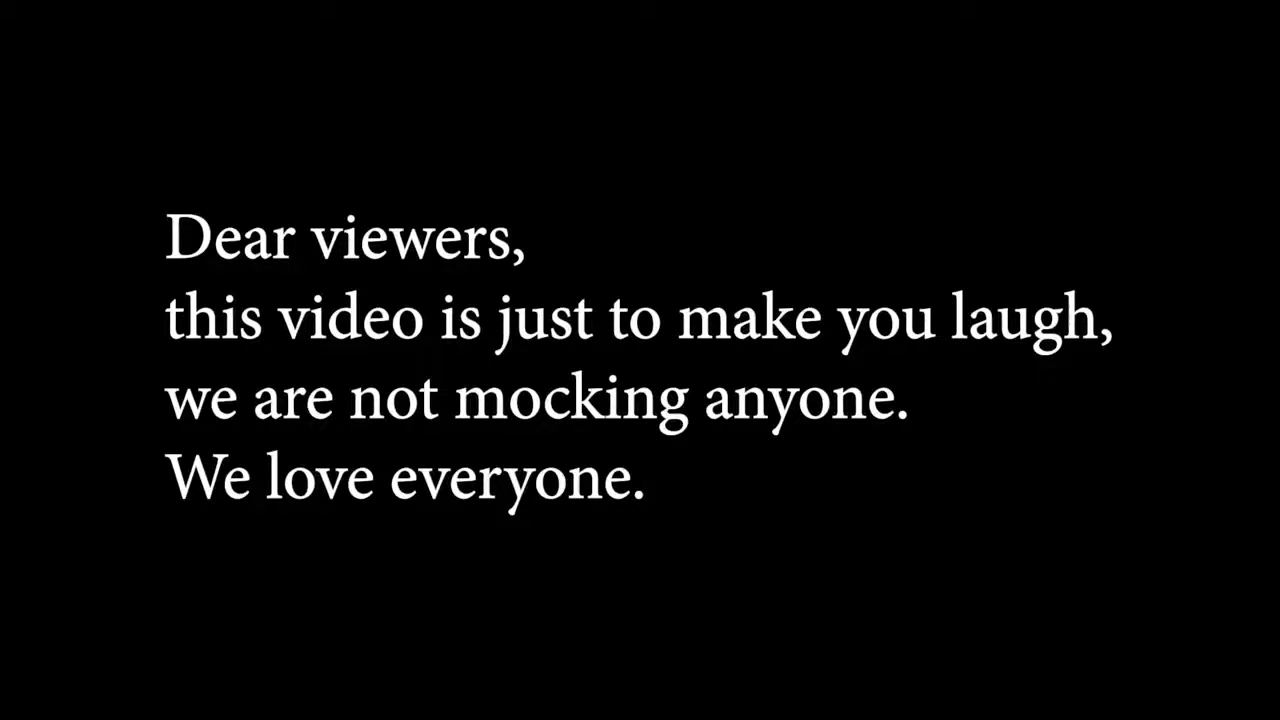 Dear viewers,
this video is just to make you laugh,
we are not mocking anyone.
We love everyone.